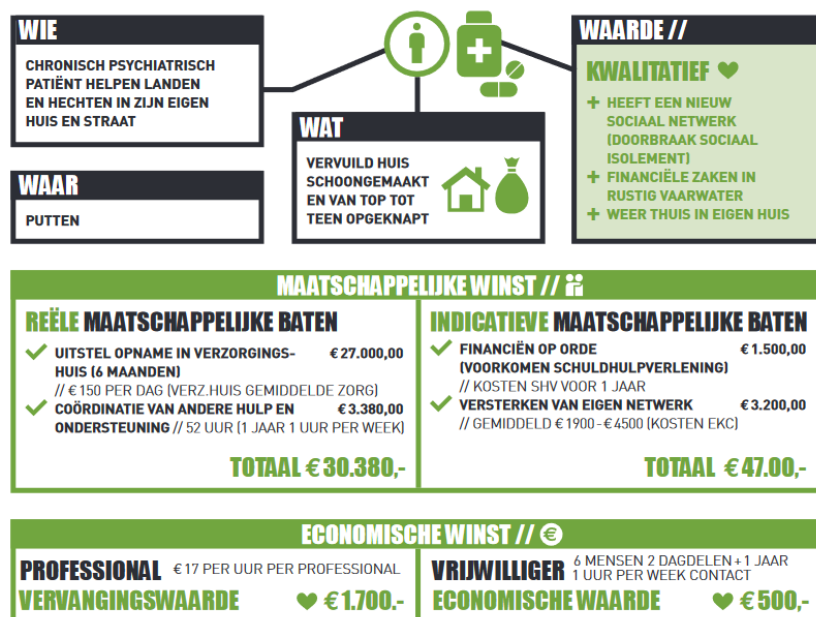 WIE
CHRONISCH PSYCHIATRISCH
PATIËNT HELPEN LANDEN
EN HECHTEN IN ZIJN EIGEN
HUIS EN STRAAT
WAAR
PUTTEN
WAT
VERVUILD HUIS
SCHOONGEMAAKT
EN VAN TOP TOT
TEEN OPGEKNAPT
WAARDE //
KWALITATIEF
+ HEEFT EEN NIEUW
SOCIAAL NETWERK
(DOORBRAAK SOCIAAL
ISOLEMENT)
+ FINANCIËLE ZAKEN IN
RUSTIG VAARWATER
+ WEER THUIS IN EIGEN HUIS
MAATSCHAPPELIJKE WINST //
REËLE MAATSCHAPPELIJKE BATEN
UITSTEL OPNAME IN VERZORGINGS- € 27.000,00
HUIS (6 MAANDEN)
// € 150 PER DAG (VERZ.HUIS GEMIDDELDE ZORG)
COÖRDINATIE VAN ANDERE HULP EN € 3.380,00
ONDERSTEUNING // 52 UUR (1 JAAR 1 UUR PER WEEK)
TOTAAL € 30.380,-
INDICATIEVE MAATSCHAPPELIJKE BATEN
FINANCIËN OP ORDE € 1.500,00
(VOORKOMEN SCHULDHULPVERLENING)
// KOSTEN SHV VOOR 1 JAAR
VERSTERKEN VAN EIGEN NETWERK € 3.200,00
// GEMIDDELD € 1900 - € 4500 (KOSTEN EKC)
TOTAAL € 47.00,-
ECONOMISCHE WINST // €
PROFESSIONAL € 17 PER UUR PER PROFESSIONAL
VERVANGINGSWAARDE € 1.700.-
VRIJWILLIGER 6 MENSEN 2 DAGDELEN + 1 JAAR
1 UUR PER WEEK CONTACT
ECONOMISCHE WAARDE € 500,-